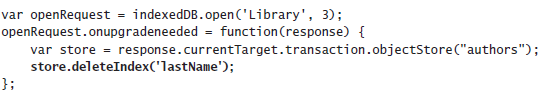 var openRequest = indexedDB.open('Library', 3);
openRequest.onupgradeneeded = function(response) {
    var store = response.currentTarget.transaction.objectStore("authors");
    store.deleteIndex('lastName');
};